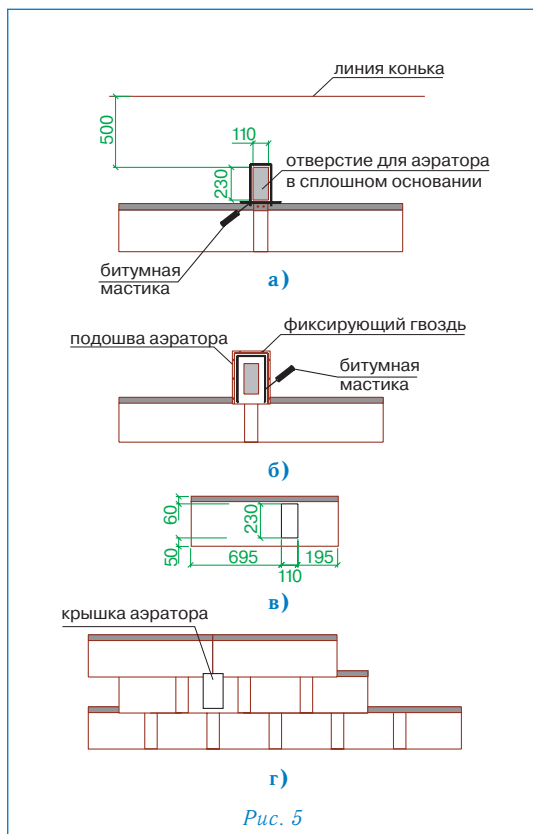 линия конька
500
110
230
отверстие для аэратора
в сплошном основании
битумная
мастика
а)
подошва аэратора
фиксирующий гвоздь
битумная
мастика
б)
60
230
50
695
195
110
в)
крышка аэратора
г)
Рис. 5